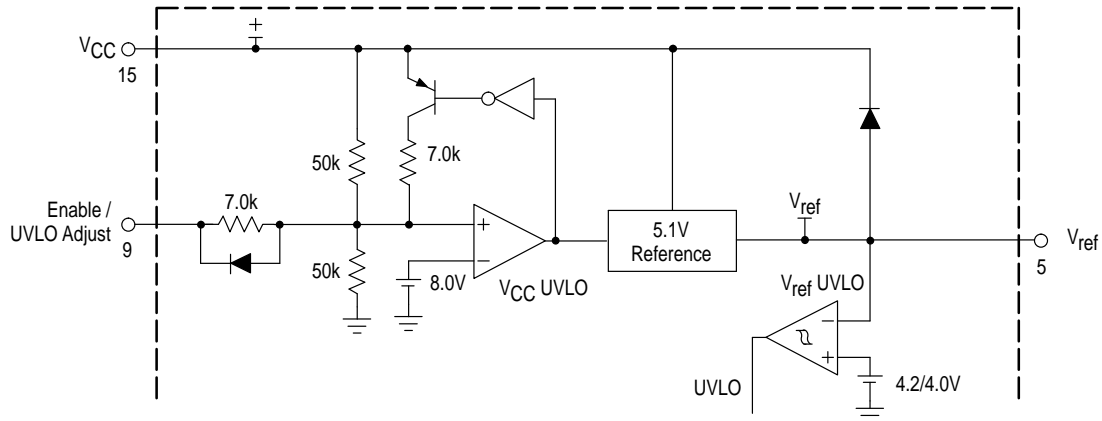 +
VCC
15
50k
7.0k
Enable /
UVLO Adjust
9
7.0k
50k
+
–
8.0V
VCC UVLO
5.1V
Reference
Vref
Vref
5
Vref UVLO
–
+
4.2/4.0V
UVLO